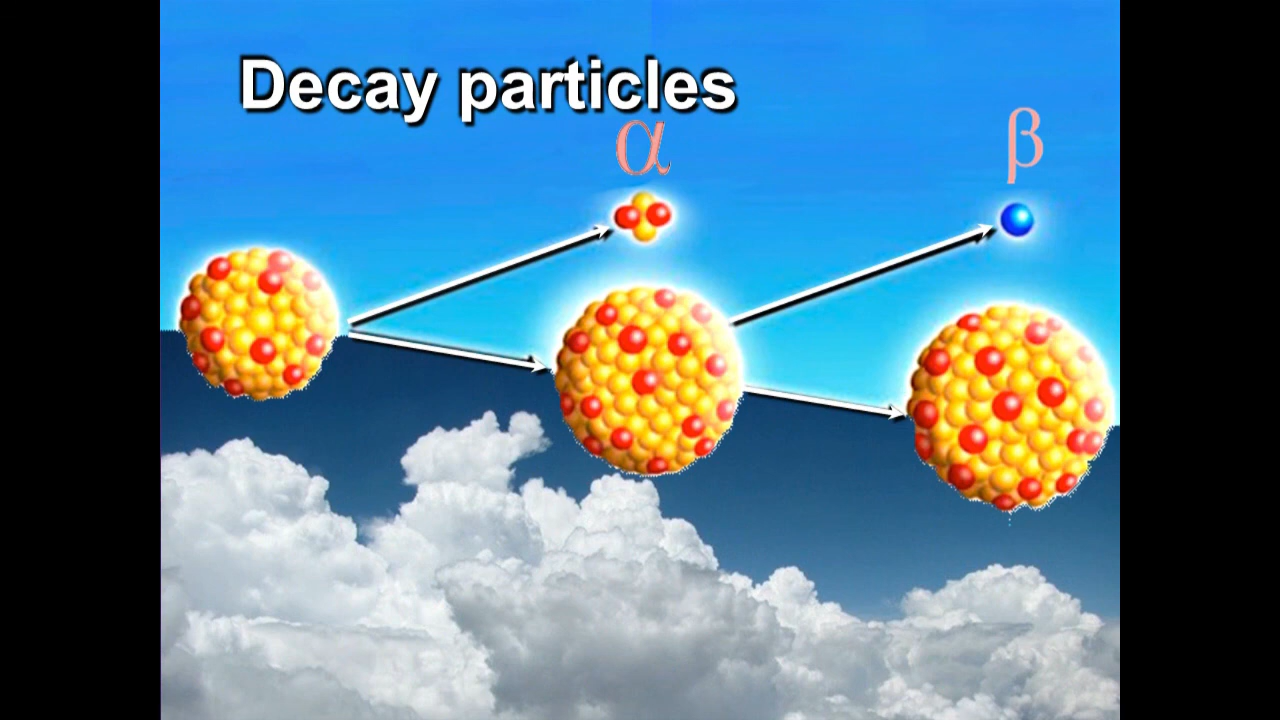 Decay particles
α
β